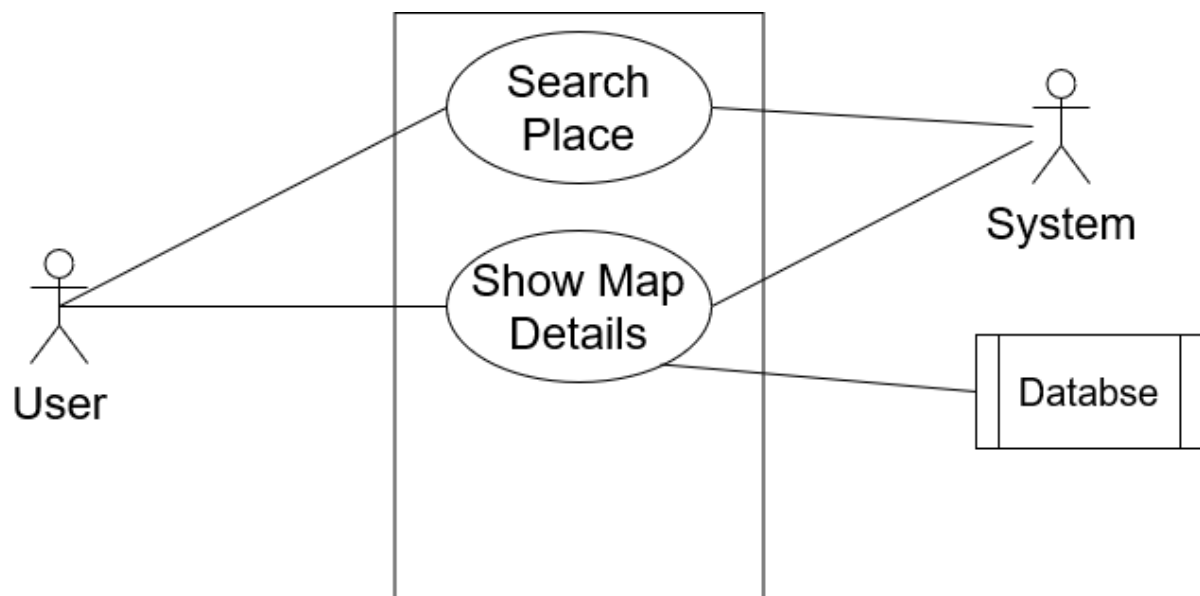 Search
Place
System
Show Map
Details
User
Databse